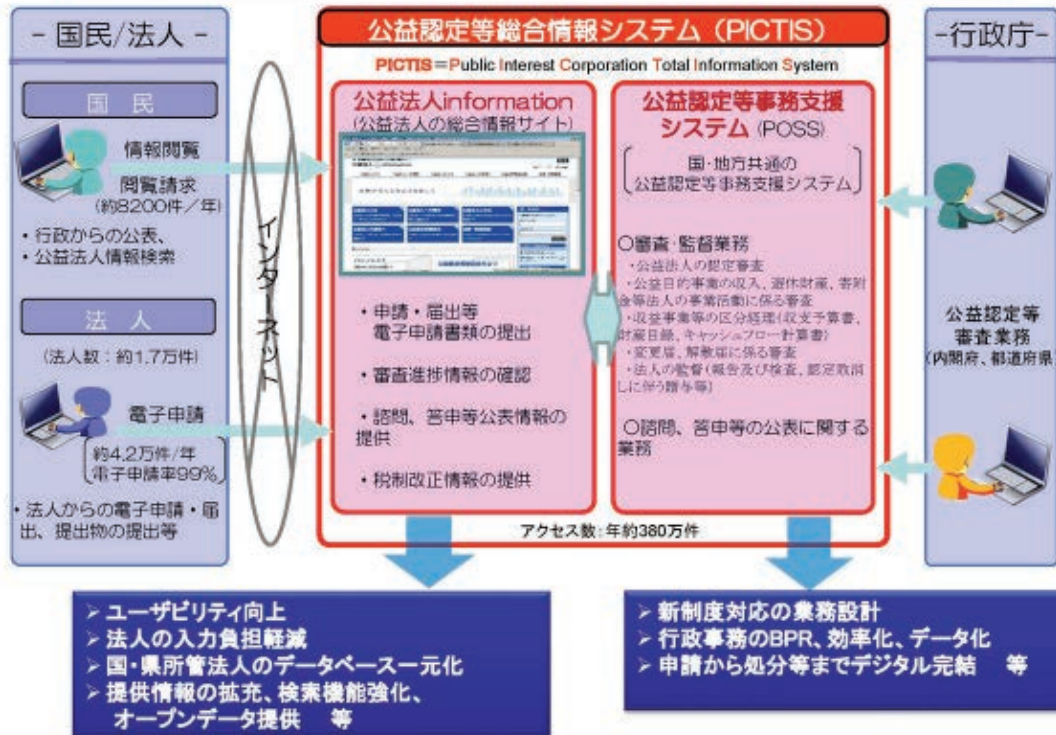 - 国民/法人 -
国 民
情報閲覧
閲覧請求
(約8200件／年)
・行政からの公表、
・公益法人情報検索
法 人
(法人数：約1.7万件)
電子申請
約4.2万件/年
電子申請率99%
・法人からの電子申請・届
出、提出物の提出等
インターネット
公益認定等総合情報システム（PICTIS）
PICTIS＝Public Interest Corporation Total Information System
公益法人information
(公益法人の総合情報サイト)
・申請・届出等
電子申請書類の提出
・審査進捗情報の確認
・諮問、答申等公表情報の
提供
・税制改正情報の提供
公益認定等事務支援
システム (POSS)
国・地方共通の
公益認定等事務支援システム
〇審査・監督業務
・公益法人の認定審査
・公益目的事業の収入、遊休財産、寄附
金等法人の事業活動に係る審査
・収益事業等の区分経理(収支予算書、
財産目録、キャッシュフロー計算書)
・変更届、解散届に係る審査
・法人の監督(報告及び検査、認定取消
しに伴う贈与等)
〇諮問、答申等の公表に関する
業務
アクセス数：年約380万件
-行政庁-
公益認定等
審査業務
(内閣府、都道府県)
➢ ユーザビリティ向上
➢ 法人の入力負担軽減
➢ 国・県所管法人のデータベース一元化
➢ 提供情報の拡充、検索機能強化、
オープンデータ提供 等
➢ 新制度対応の業務設計
➢ 行政事務のBPR、効率化、データ化
➢ 申請から処分等までデジタル完結 等